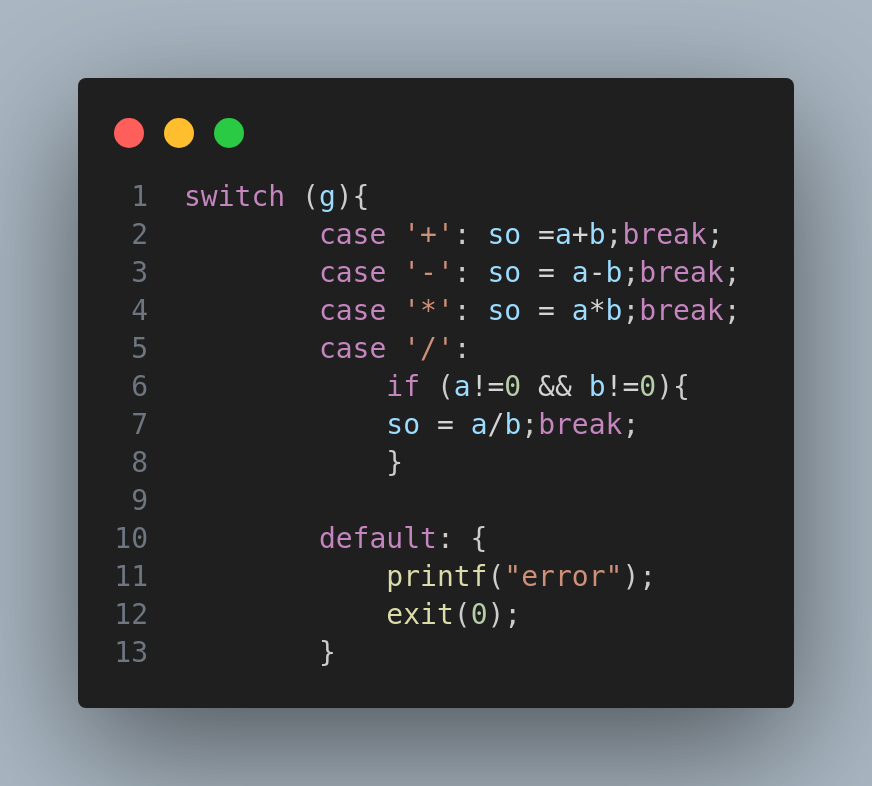 1 switch (g){
2 case '+': so =a+b;break;
3 case '-': so = a-b;break;
4 case '*': so = a*b;break;
5 case '/':
6 if (a!=0 && b!=0){
7 so = a/b;break;
8 }
9
10 default: {
11 printf("error");
12 exit(0);
13 }